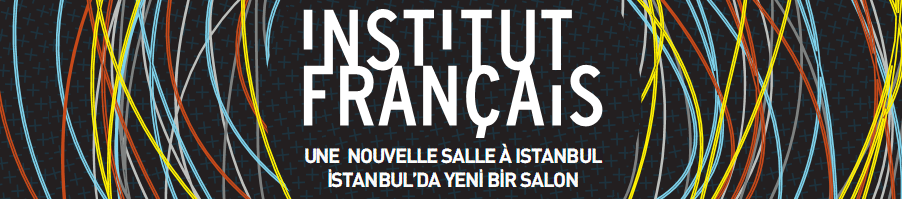 INSTITUT
FRANÇAIS
UNE NOUVELLE SALLE À ISTANBUL
İSTANBUL'DA YENİ BİR SALON